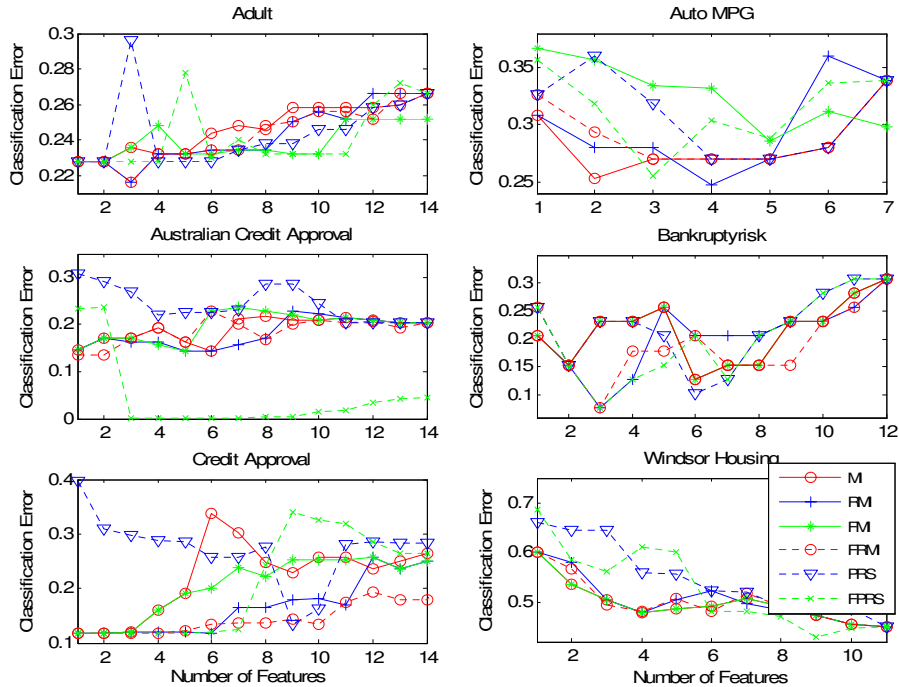 Adult
Classification Error
0.3
0.28
0.26
0.24
0.22
2 4 6 8 10 12 14
Auto MPG
Classification Error
0.35
0.3
0.25
1 2 3 4 5 6 7
Australian Credit Approval
Classification Error
0.3
0.2
0.1
0
2 4 6 8 10 12 14
Bankruptyrisk
Classification Error
0.3
0.25
0.2
0.15
0.1
2 4 6 8 10 12
Credit Approval
Classification Error
0.4
0.3
0.2
0.1
2 4 6 8 10 12 14
Number of Features
Windsor Housing
Classification Error
0.7
0.6
0.5
2 4 6 8 10
Number of Features
MI
RMI
FMI
FRMI
PRS
FPRS